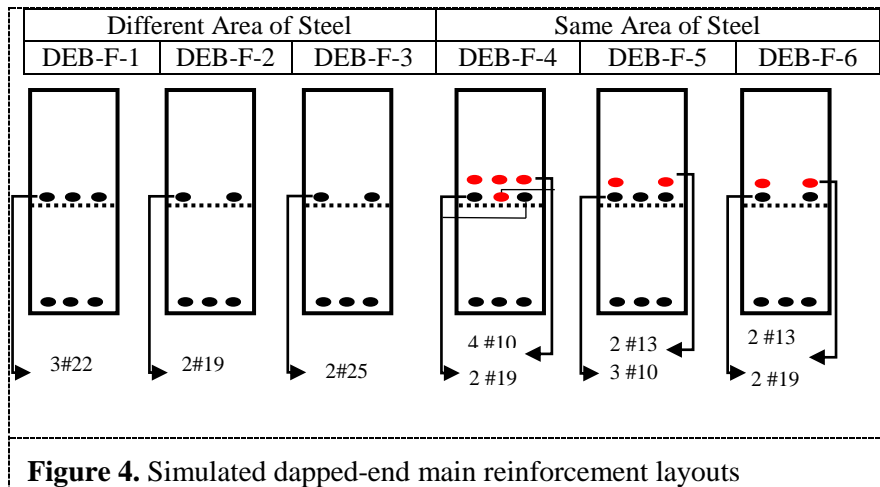 Different Area of Steel Same Area of Steel
DEB-F-1 DEB-F-2 DEB-F-3 DEB-F-4 DEB-F-5 DEB-F-6
3#22 2#19 2#25 4 #10 2 #13 2 #13
2 #19 3 #10 2 #19
Figure 4. Simulated dapped-end main reinforcement layouts